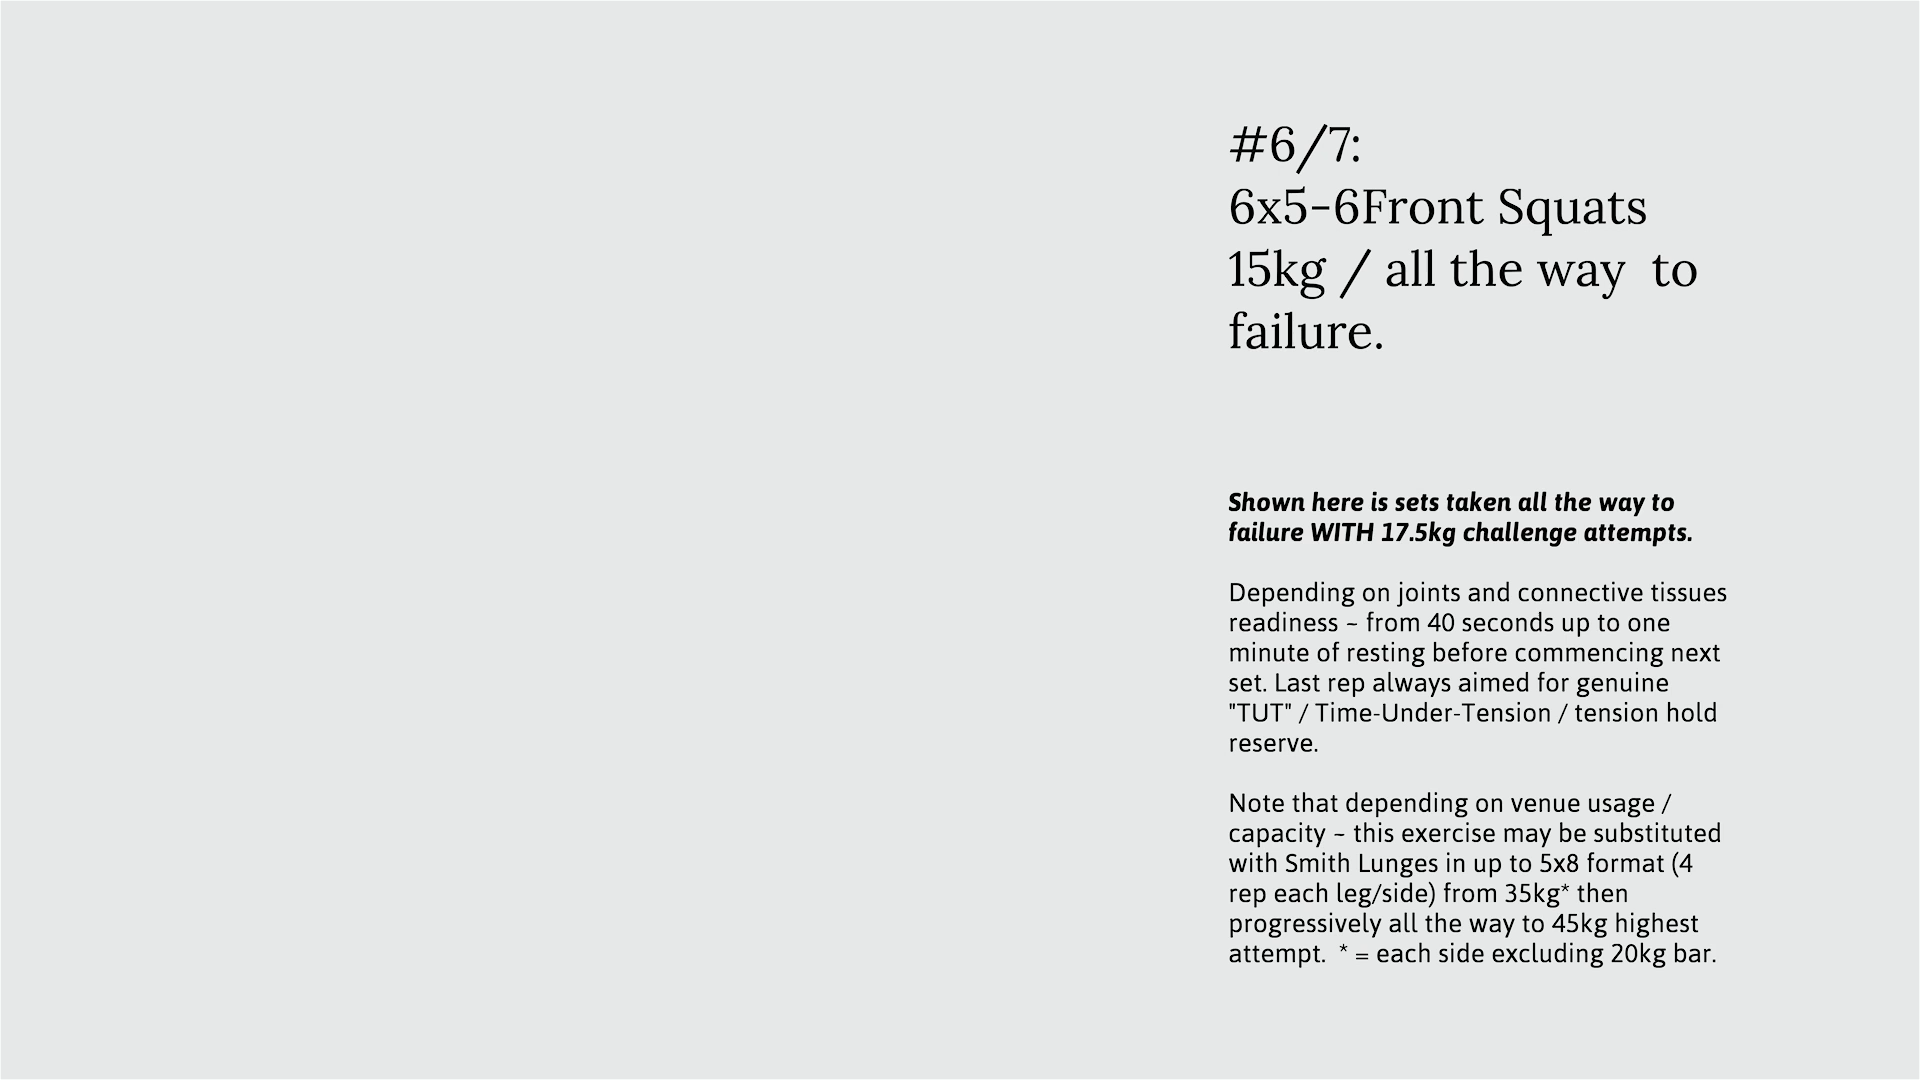 #6/7:
6x5-6Front Squats
15kg / all the way  to
failure.
Shown here is sets taken all the way to
failure WITH 17.5kg challenge attempts.
Depending on joints and connective tissues
readiness ~ from 40 seconds up to one
minute of resting before commencing next
set. Last rep always aimed for genuine
"TUT" / Time-Under-Tension / tension hold
reserve.
Note that depending on venue usage /
capacity ~ this exercise may be substituted
with Smith Lunges in up to 5x8 format (4
rep each leg/side) from 35kg* then
progressively all the way to 45kg highest
attempt.  * = each side excluding 20kg bar.